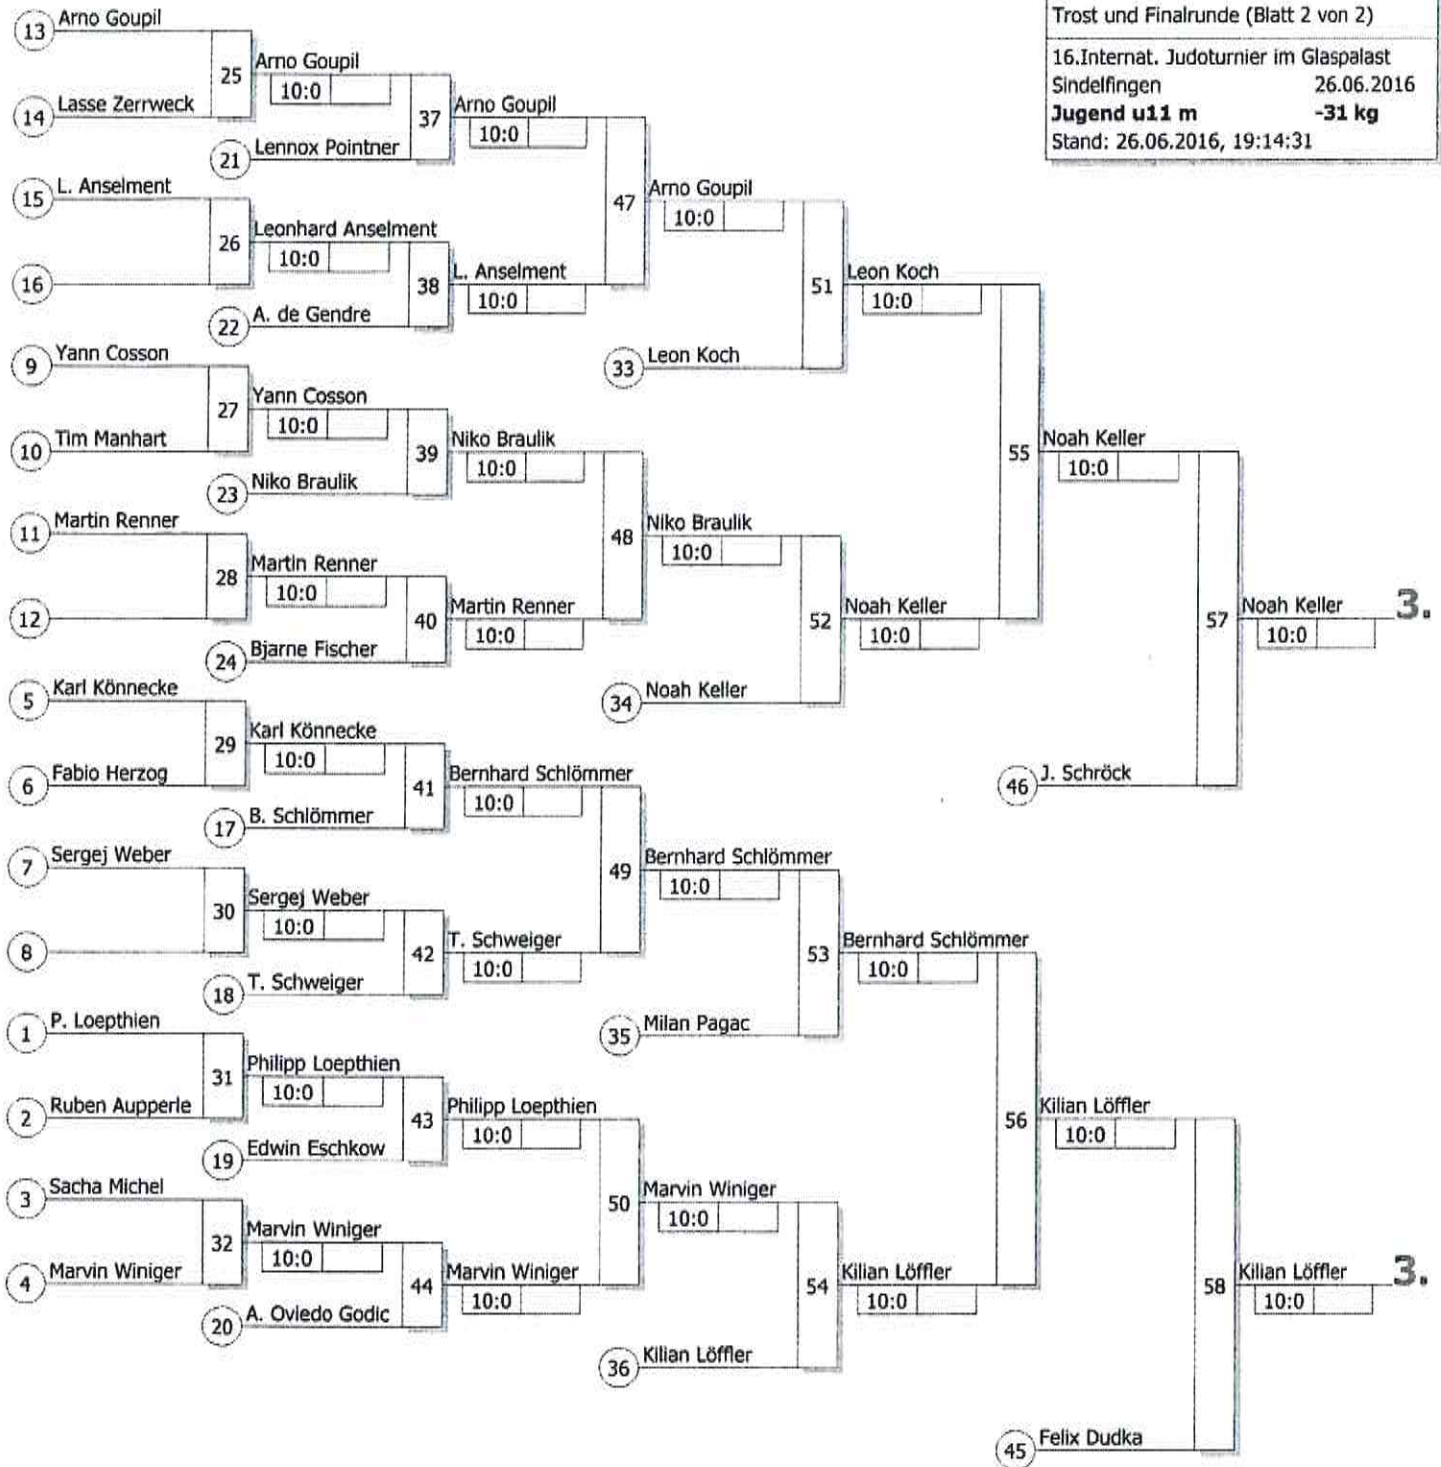 Trost und Finalrunde (Blatt 2 von 2)
16.Internat. Judoturnier im Glaspalast
Sindelfingen 26.06.2016
Jugend u11 m -31 kg
Stand: 26.06.2016, 19:14:31
13 Arno Goupil
25 Arno Goupil
10:0
14 Lasse Zerrweck
37 Arno Goupil
10:0
21 Lennox Pointner
15 L. Anselment
47 Arno Goupil
10:0
26 Leonhard Anselment
10:0
16
38 L. Anselment
10:0
22 A. de Gendre
51 Leon Koch
10:0
33 Leon Koch
9 Yann Cosson
27 Yann Cosson
10:0
10 Tim Manhart
39 Niko Braulik
10:0
23 Niko Braulik
55 Noah Keller
10:0
11 Martin Renner
48 Niko Braulik
10:0
28 Martin Renner
10:0
12
40 Martin Renner
10:0
24 Bjarne Fischer
52 Noah Keller
10:0
34 Noah Keller
57 Noah Keller 3.
10:0
5 Karl Könnecke
29 Karl Könnecke
10:0
6 Fabio Herzog
41 Bernhard Schlömmer
10:0
17 B. Schlömmer
46 J. Schröck
7 Sergej Weber
49 Bernhard Schlömmer
10:0
30 Sergej Weber
10:0
8
42 T. Schweiger
10:0
18 T. Schweiger
53 Bernhard Schlömmer
10:0
35 Milan Pagac
1 P. Loepthien
31 Philipp Loepthien
10:0
2 Ruben Aupperle
43 Philipp Loepthien
10:0
19 Edwin Eschkow
56 Kilian Löffler
10:0
3 Sacha Michel
50 Marvin Winiger
10:0
32 Marvin Winiger
10:0
4 Marvin Winiger
44 Marvin Winiger
10:0
20 A. Oviedo Godic
54 Kilian Löffler
10:0
36 Kilian Löffler
58 Kilian Löffler 3.
10:0
45 Felix Dudka